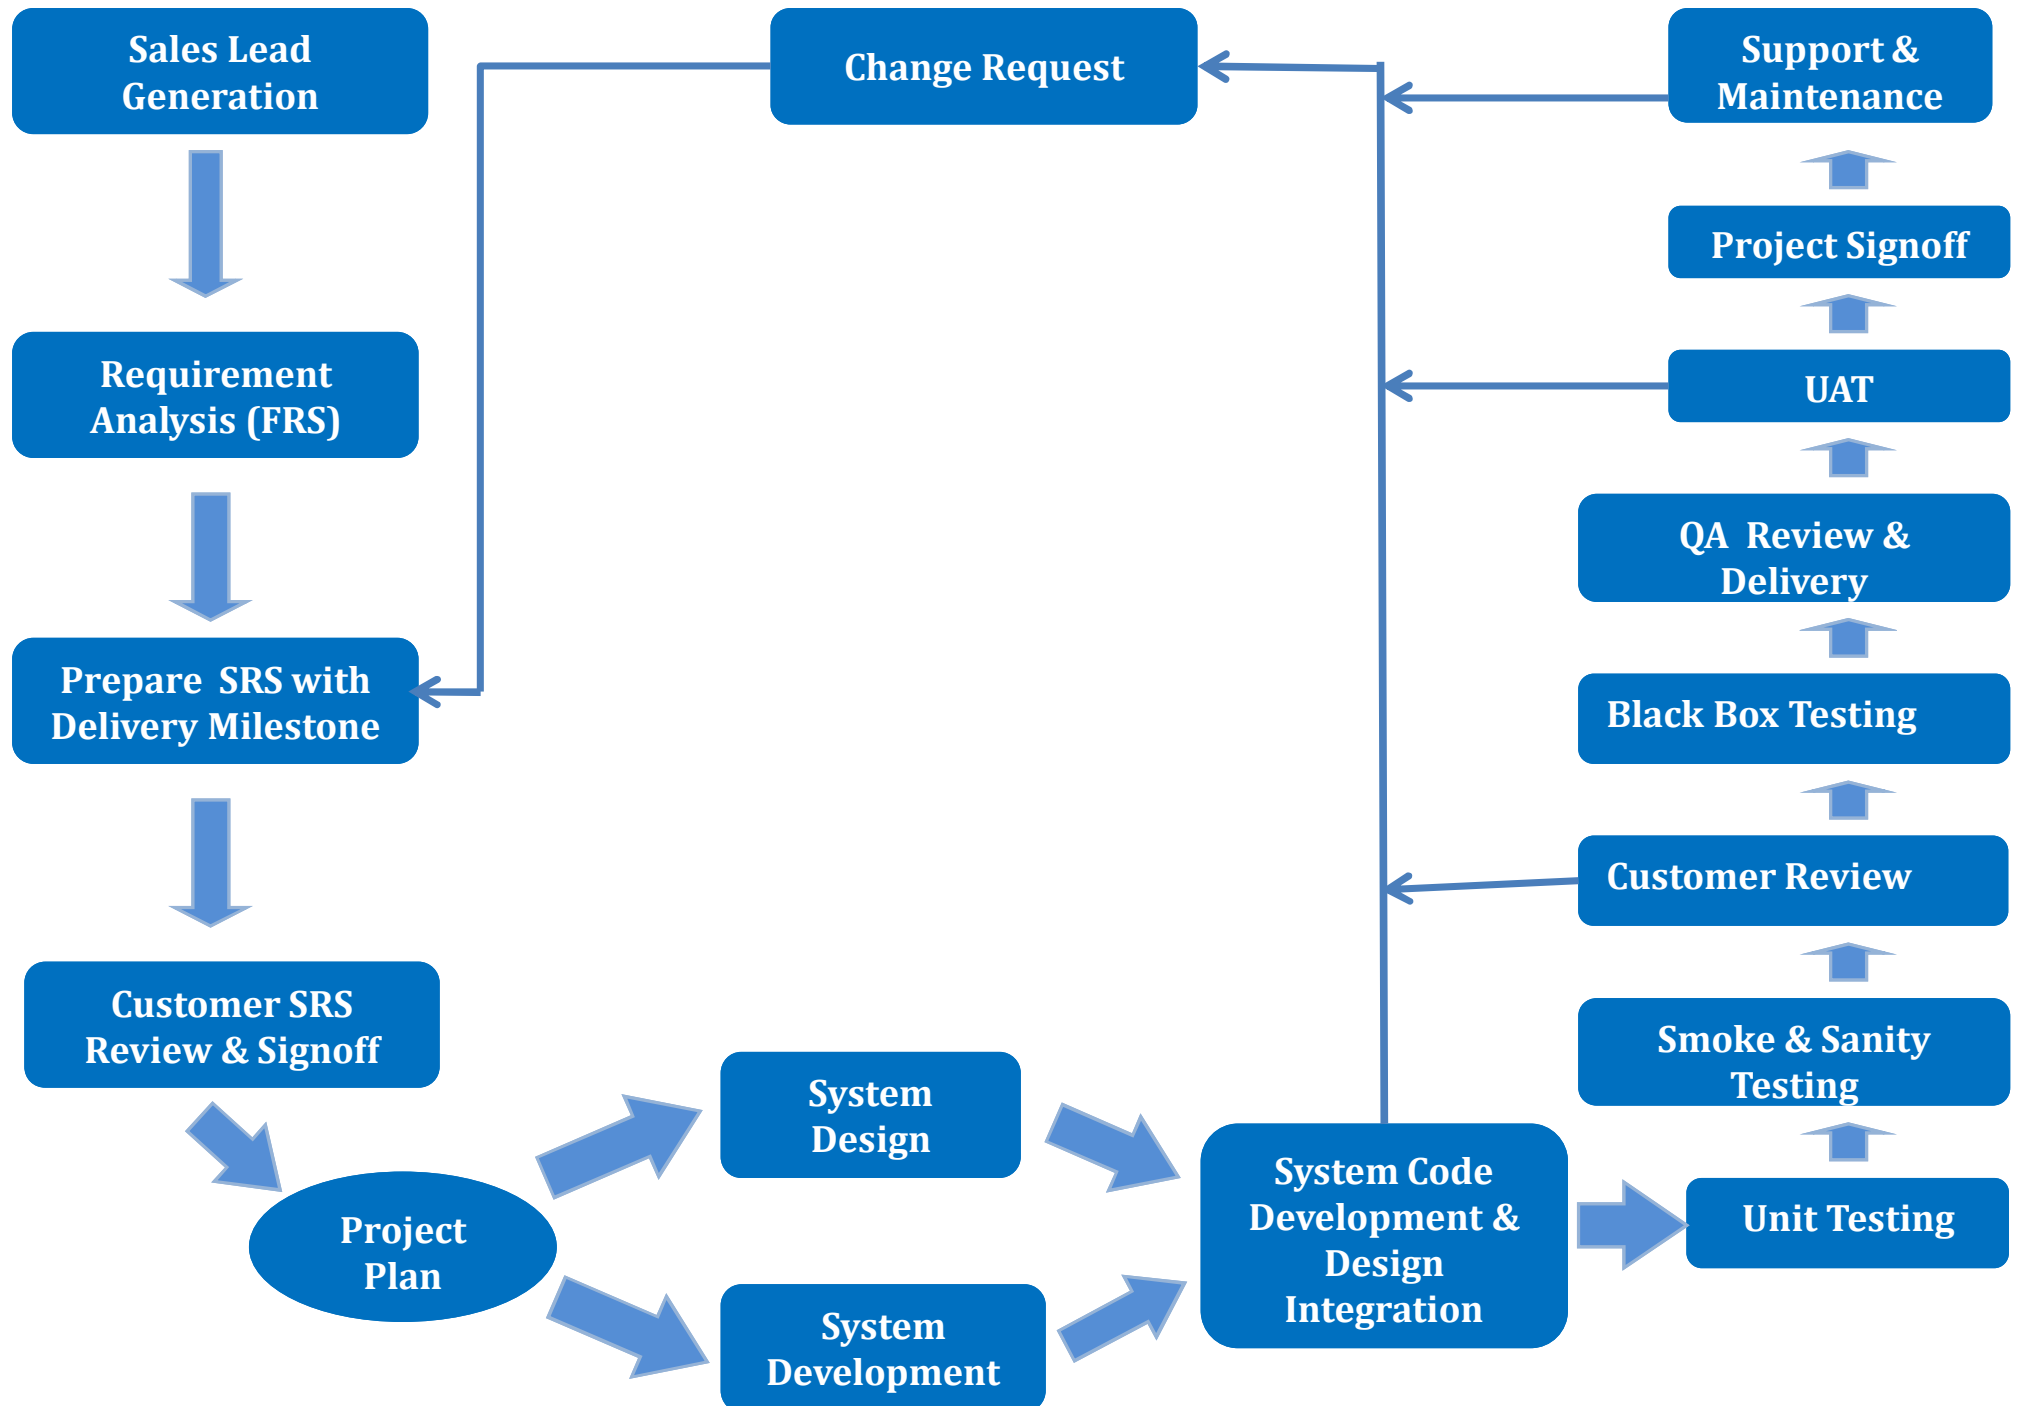 Sales Lead
Generation
Change Request
Support &
Maintenance
Project Signoff
Requirement
Analysis (FRS)
UAT
QA  Review &
Delivery
Prepare  SRS with
Delivery Milestone
Black Box Testing
Customer Review
Customer SRS
Review & Signoff
Smoke & Sanity
Testing
System
Design
Project
Plan
System Code
Development &
Design
Integration
Unit Testing
System
Development